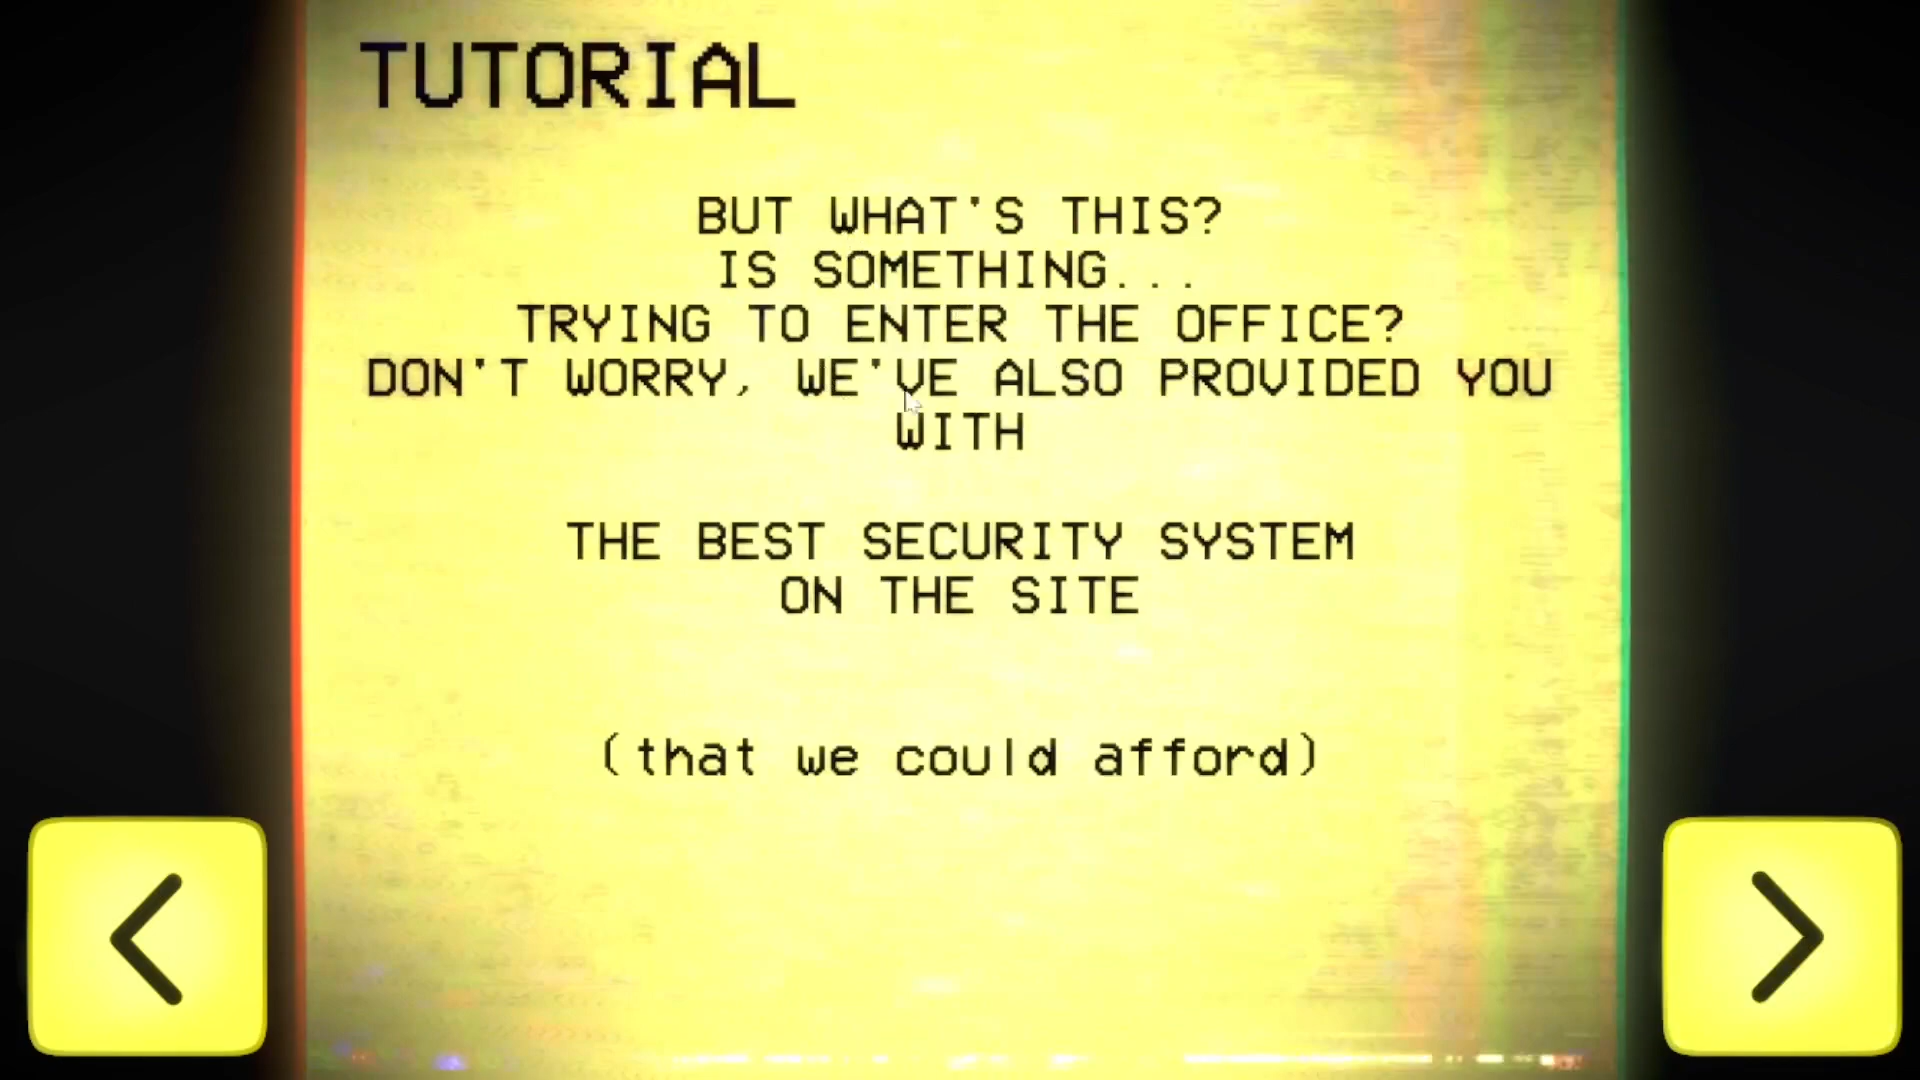 TUTORIAL
BUT WHAT'S THIS?
IS SOMETHING...
TRYING TO ENTER THE OFFICE?
DON'T WORRY, WE'VE ALSO PROVIDED YOU
WITH
THE BEST SECURITY SYSTEM
ON THE SITE
(that we could afford)